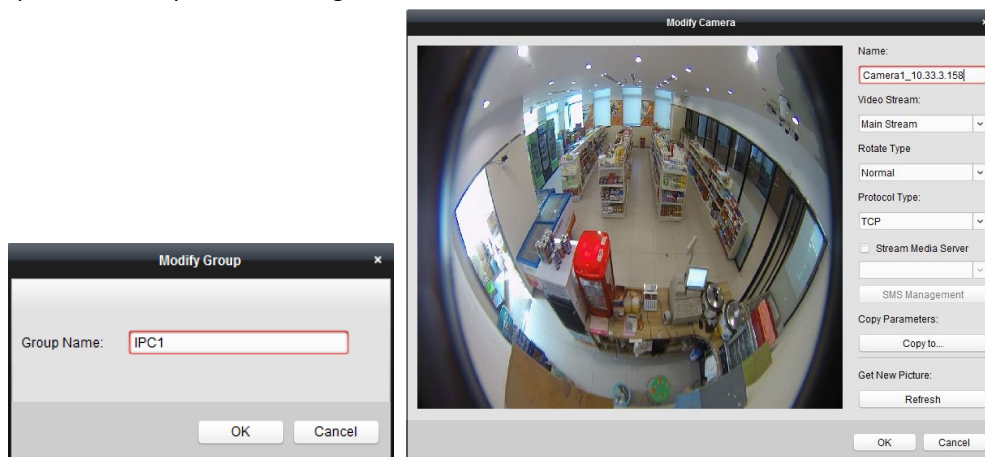 Modify Group
×
Group Name:
IPC1
OK
Cancel
Modify Camera
Name:
Camera1_10.33.3.158
Video Stream:
Main Stream
Rotate Type
Normal
Protocol Type:
TCP
Stream Media Server
SMS Management
Copy Parameters:
Copy to...
Get New Picture:
Refresh
OK
Cancel